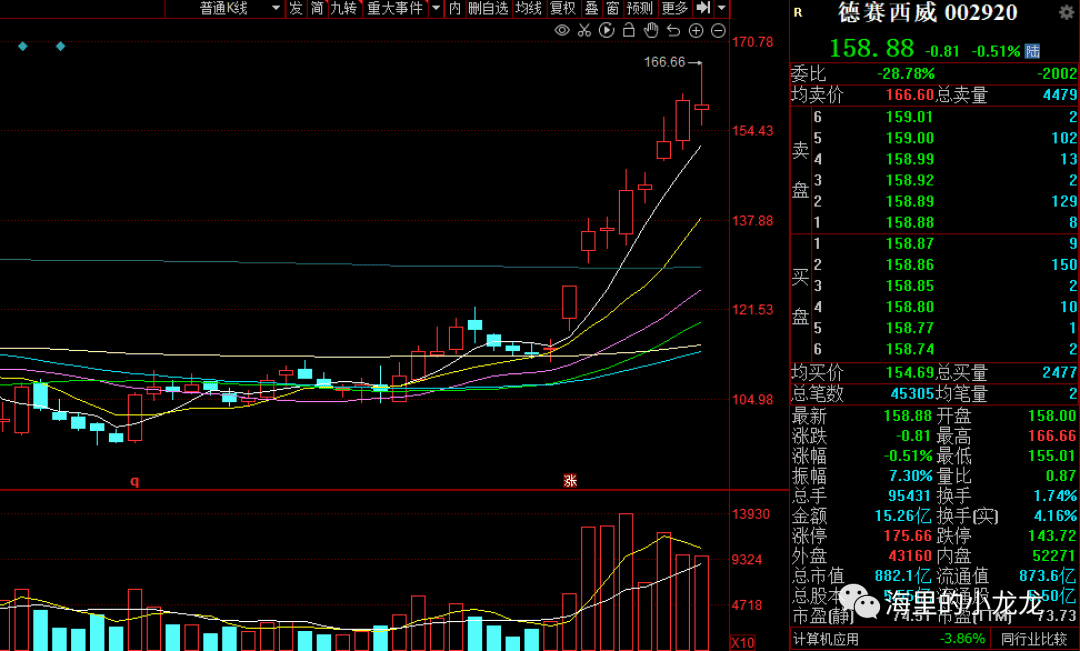 普通K线 发 简 九转 重大事件 内 删自选 均线 复权 叠 窗 预测 更多
R 德赛西威 002920
158.88 -0.81 -0.51% 陆
170.78
166.66
154.43
137.88
121.53
104.98
q
涨
13930
9324
4718
X10
委比 -28.78% -2002
均卖价 166.60 总卖量 4479
卖盘
6 159.01 2
5 159.00 102
4 158.99 13
3 158.92 2
2 158.89 129
1 158.88 8
买盘
1 158.87 9
2 158.86 150
3 158.85 2
4 158.80 10
5 158.77 1
6 158.74 2
均买价 154.69 总买量 2477
总笔数 45305 均笔量 2
最新 158.88 开盘 158.00
涨跌 -0.81 最高 166.66
涨幅 -0.51% 最低 155.01
振幅 7.30% 量比 0.87
总手 95431 换手 1.74%
金额 15.26亿 换手(实) 4.16%
涨停 175.66 跌停 143.72
外盘 43160 内盘 52271
总市值 882.1亿 流通值 873.6亿
总股本
市盈(静) 市盈(TTM) 73.73
海里的小龙龙
计算机应用 -3.86% 同行业比较